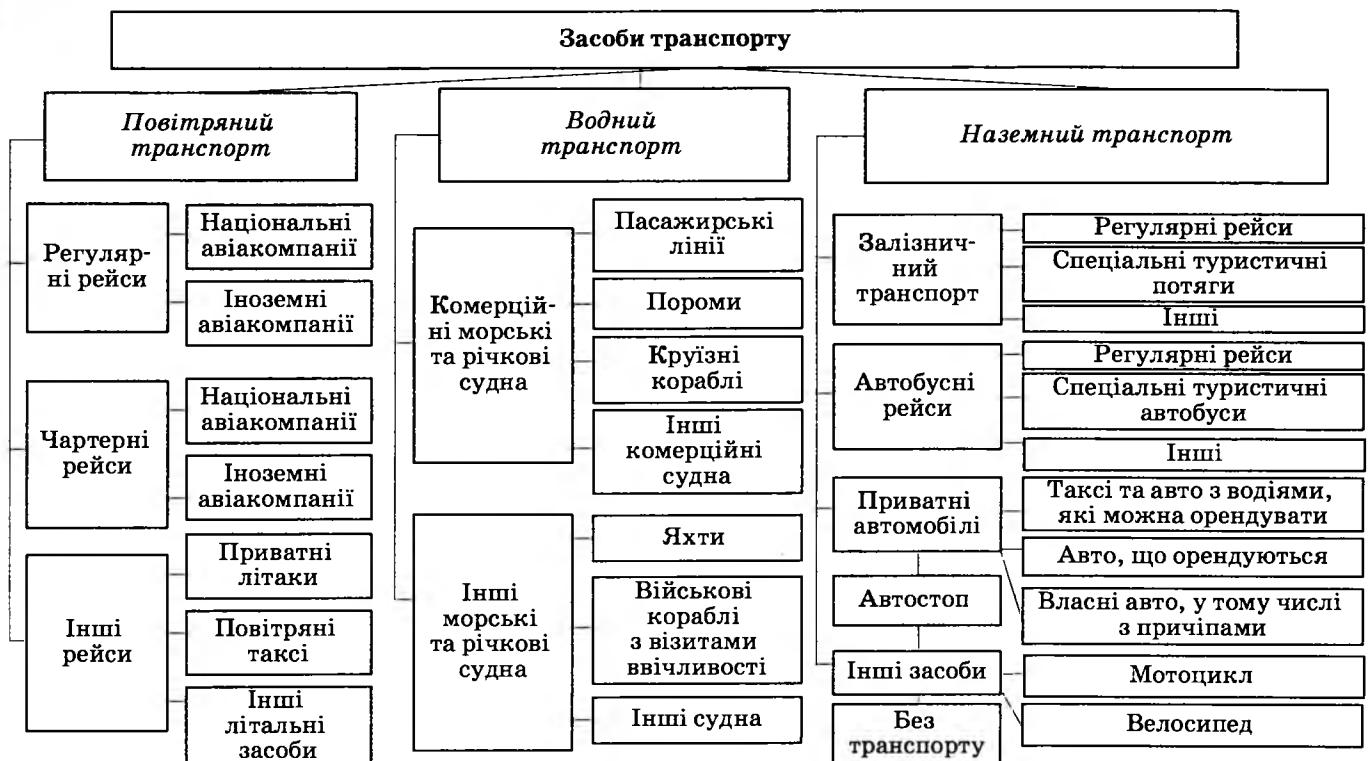 Засоби транспорту
Повітряний
транспорт
Регуляр-
ні рейси
Національні
авіакомпанії
Іноземні
авіакомпанії
Чартерні
рейси
Національні
авіакомпанії
Іноземні
авіакомпанії
Інші
рейси
Приватні
літаки
Повітряні
таксі
Інші
літальні
засоби
Водний
транспорт
Комерцій-
ні морські
та річкові
судна
Пасажирські
лінії
Пороми
Круїзні
кораблі
Інші
комерційні
судна
Інші
морські
та річкові
судна
Яхти
Військові
кораблі
з візитами
ввічливості
Інші судна
Наземний транспорт
Залізнич-
ний
транспорт
Регулярні рейси
Спеціальні туристичні
потяги
Інші
Автобусні
рейси
Регулярні рейси
Спеціальні туристичні
автобуси
Інші
Приватні
автомобілі
Таксі та авто з водіями,
які можна орендувати
Авто, що орендуються
Власні авто, у тому числі
з причіпами
Автостоп
Інші засоби
Мотоцикл
Велосипед
Без
транспорту